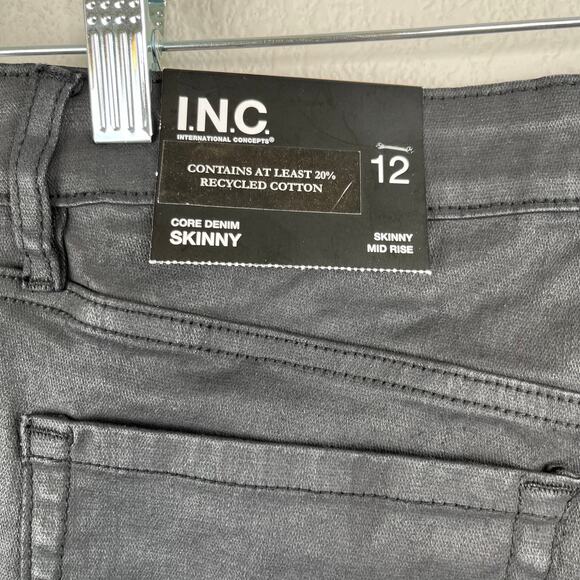 I.N.C.
INTERNATIONAL CONCEPTS®
CONTAINS AT LEAST 20%
RECYCLED COTTON
12
CORE DENIM
SKINNY
SKINNY
MID RISE